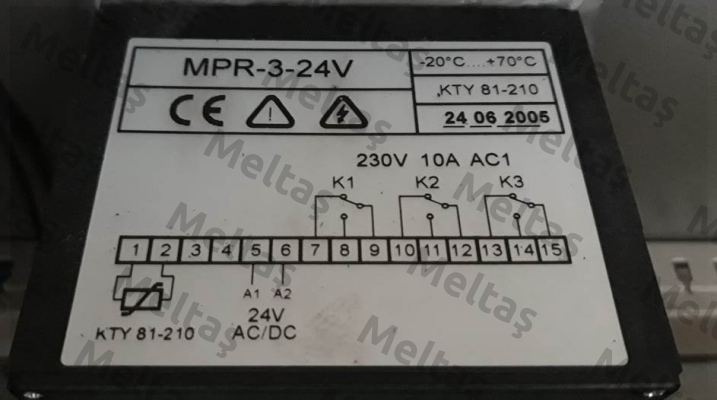 MPR-3-24V
-20°C....+70°C
KTY 81-210
CE
24 06 2005
230V 10A AC1
K1 K2 K3
1 2 3 4 5 6 7 8 9 10 11 12 13 14 15
A1 A2
KTY 81-210
24V
AC/DC
Meltaş